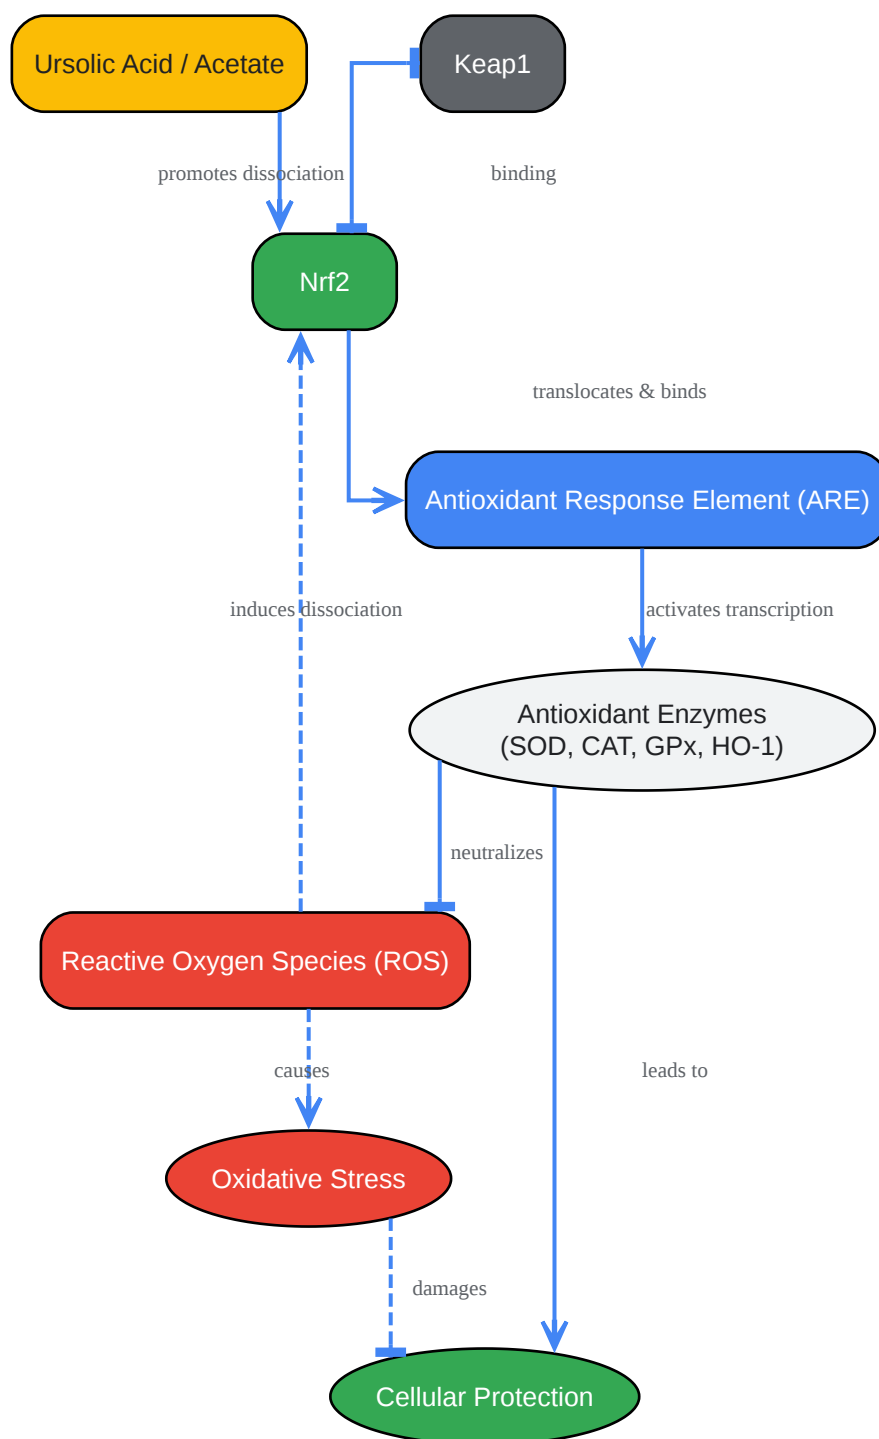 Ursolic Acid / Acetate
Keap1
promotes dissociation
binding
Nrf2
translocates & binds
Antioxidant Response Element (ARE)
induces dissociation
activates transcription
Antioxidant Enzymes
(SOD, CAT, GPx, HO-1)
neutralizes
Reactive Oxygen Species (ROS)
causes
leads to
Oxidative Stress
damages
Cellular Protection